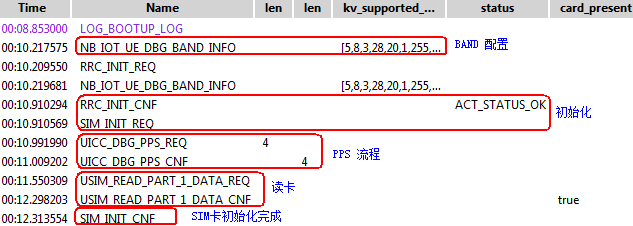 Time Name len len kv_supported_... status card_present
00:08.853000 LOG_BOOTUP_LOG
00:10.217575 NB_IOT_UE_DBG_BAND_INFO [5,8,3,28,20,1,255,... BAND 配置
00:10.209550 RRC_INIT_REQ
00:10.219681 NB_IOT_UE_DBG_BAND_INFO [5,8,3,28,20,1,255,...
00:10.910294 RRC_INIT_CNF ACT_STATUS_OK
初始化
00:10.910569 SIM_INIT_REQ
00:10.991990 UICC_DBG_PPS_REQ 4
PPS 流程
00:11.009202 UICC_DBG_PPS_CNF 4
00:11.550309 USIM_READ_PART_1_DATA_REQ
读卡
00:12.298203 USIM_READ_PART_1_DATA_CNF true
00:12.313554 SIM_INIT_CNF SIM卡初始化完成